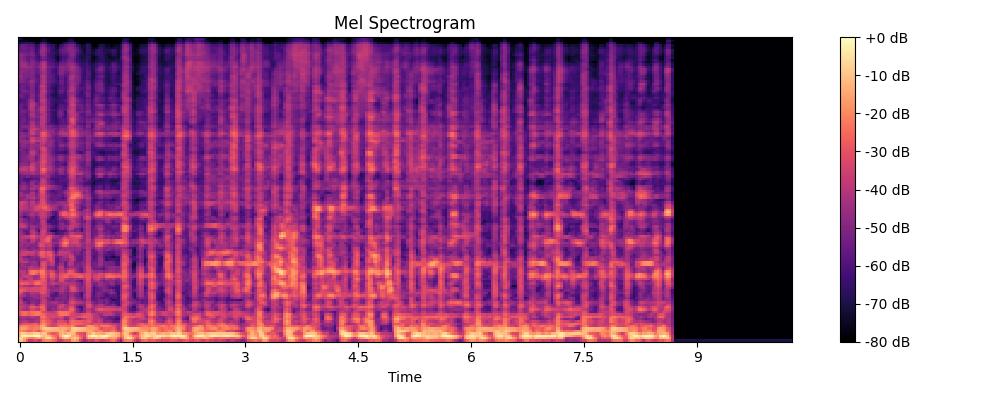 Mel Spectrogram
+0 dB
-10 dB
-20 dB
-30 dB
-40 dB
-50 dB
-60 dB
-70 dB
-80 dB
0 1.5 3 4.5 6 7.5 9
Time